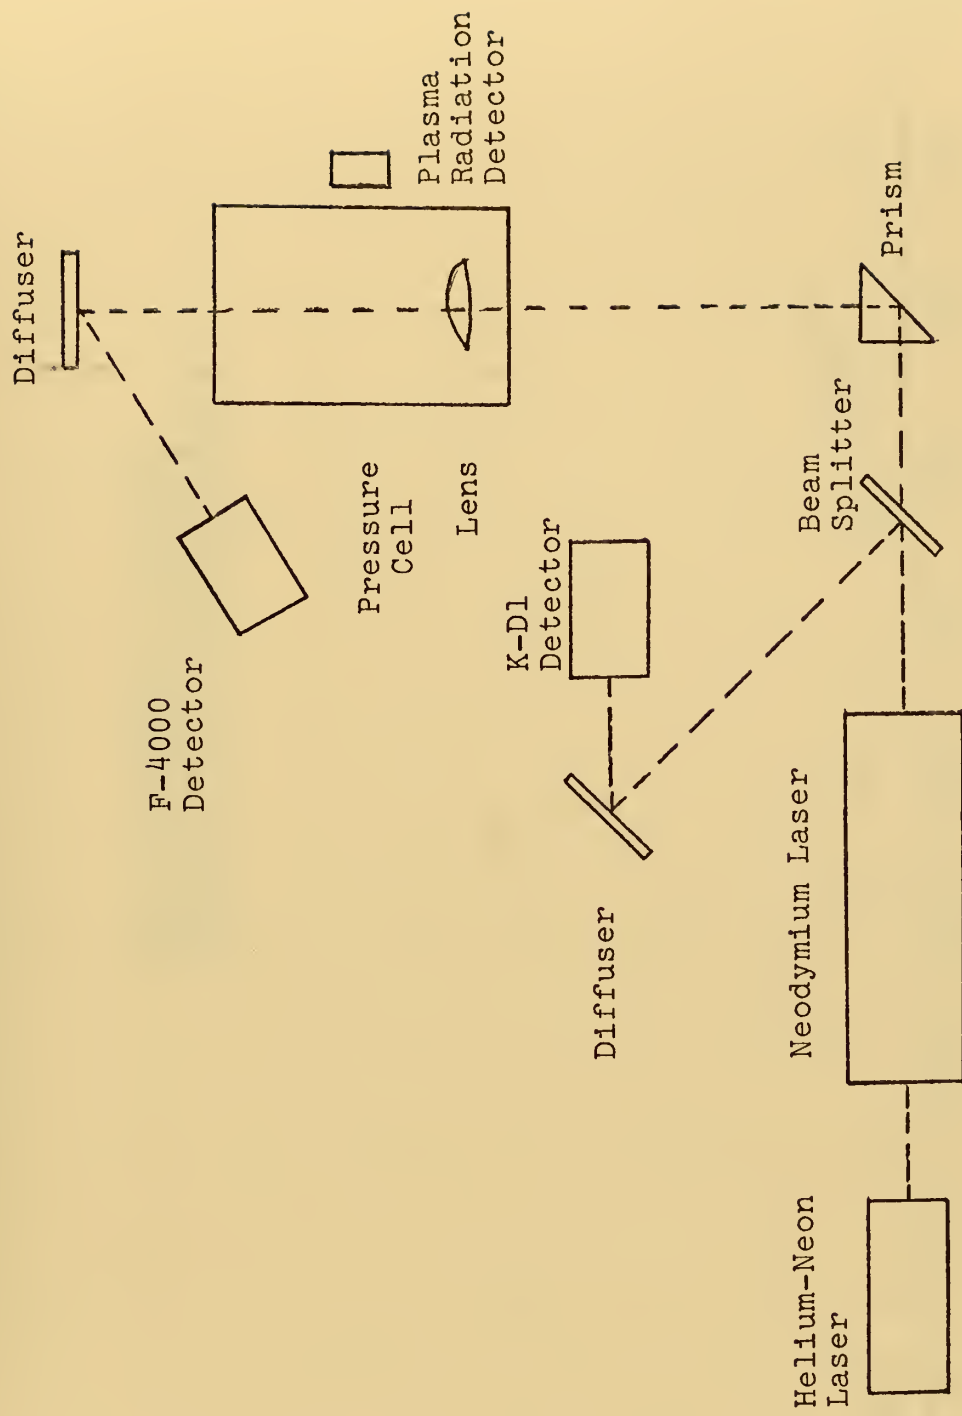 Diffuser
F-4000
Detector
Pressure
Cell
Plasma
Radiation
Detector
Lens
K-D1
Detector
Diffuser
Beam
Splitter
Prism
Neodymium Laser
Helium-Neon
Laser